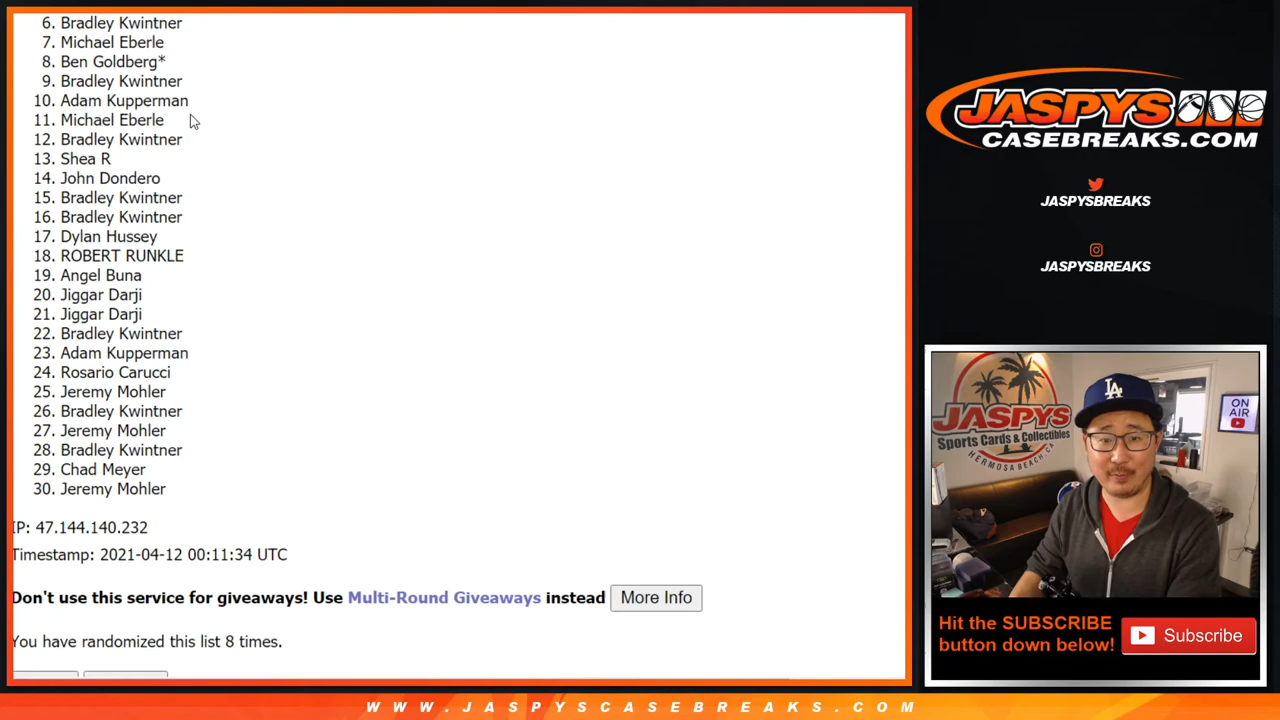 6. Bradley Kwintner
7. Michael Eberle
8. Ben Goldberg*
9. Bradley Kwintner
10. Adam Kupperman
11. Michael Eberle
12. Bradley Kwintner
13. Shea R
14. John Dondero
15. Bradley Kwintner
16. Bradley Kwintner
17. Dylan Hussey
18. ROBERT RUNKLE
19. Angel Buna
20. Jiggar Darji
21. Jiggar Darji
22. Bradley Kwintner
23. Adam Kupperman
24. Rosario Carucci
25. Jeremy Mohler
26. Bradley Kwintner
27. Jeremy Mohler
28. Bradley Kwintner
29. Chad Meyer
30. Jeremy Mohler
IP: 47.144.140.232
Timestamp: 2021-04-12 00:11:34 UTC
Don't use this service for giveaways! Use Multi-Round Giveaways instead More Info
You have randomized this list 8 times.
JASPYS
CASEBREAKS.COM
JASPYSBREAKS
JASPYSBREAKS
JASPYS
Sports Cards & Collectibles
HERMOSA BEACH, CA
LA
ON
AIR
Hit the SUBSCRIBE
button down below!
Subscribe
WWW.JASPYSCASEBREAKS.COM